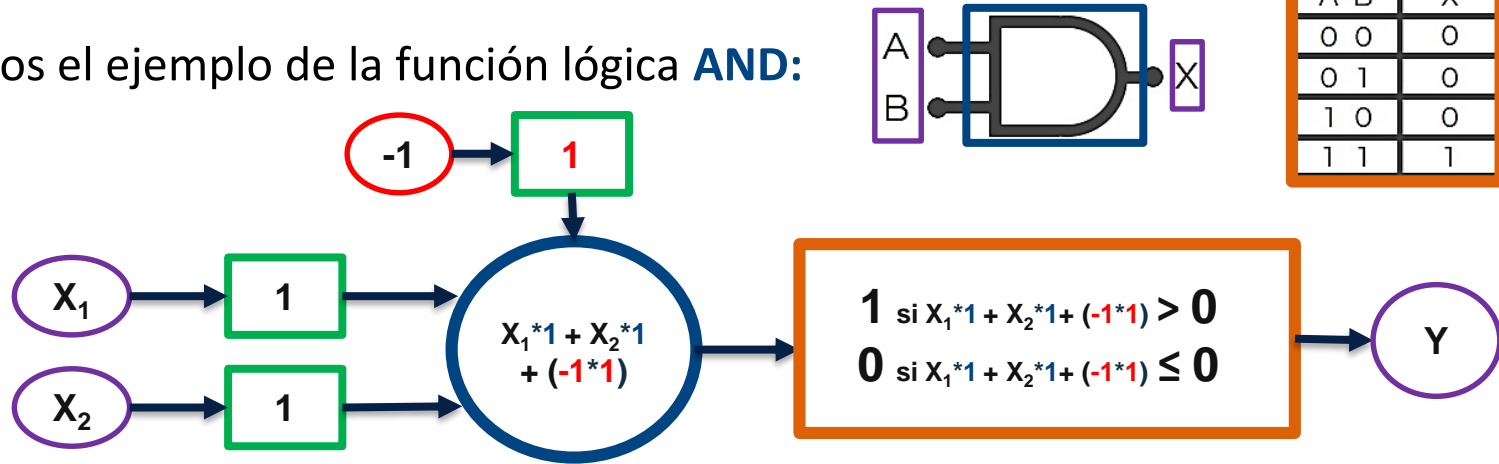 os el ejemplo de la función lógica AND:
A
B
X
A B X
0 0 0
0 1 0
1 0 0
1 1 1
-1
1
X₁
1
X₂
1
X₁*1 + X₂*1
+ (-1*1)
1 si X₁*1 + X₂*1+ (-1*1) > 0
0 si X₁*1 + X₂*1+ (-1*1) ≤ 0
Y